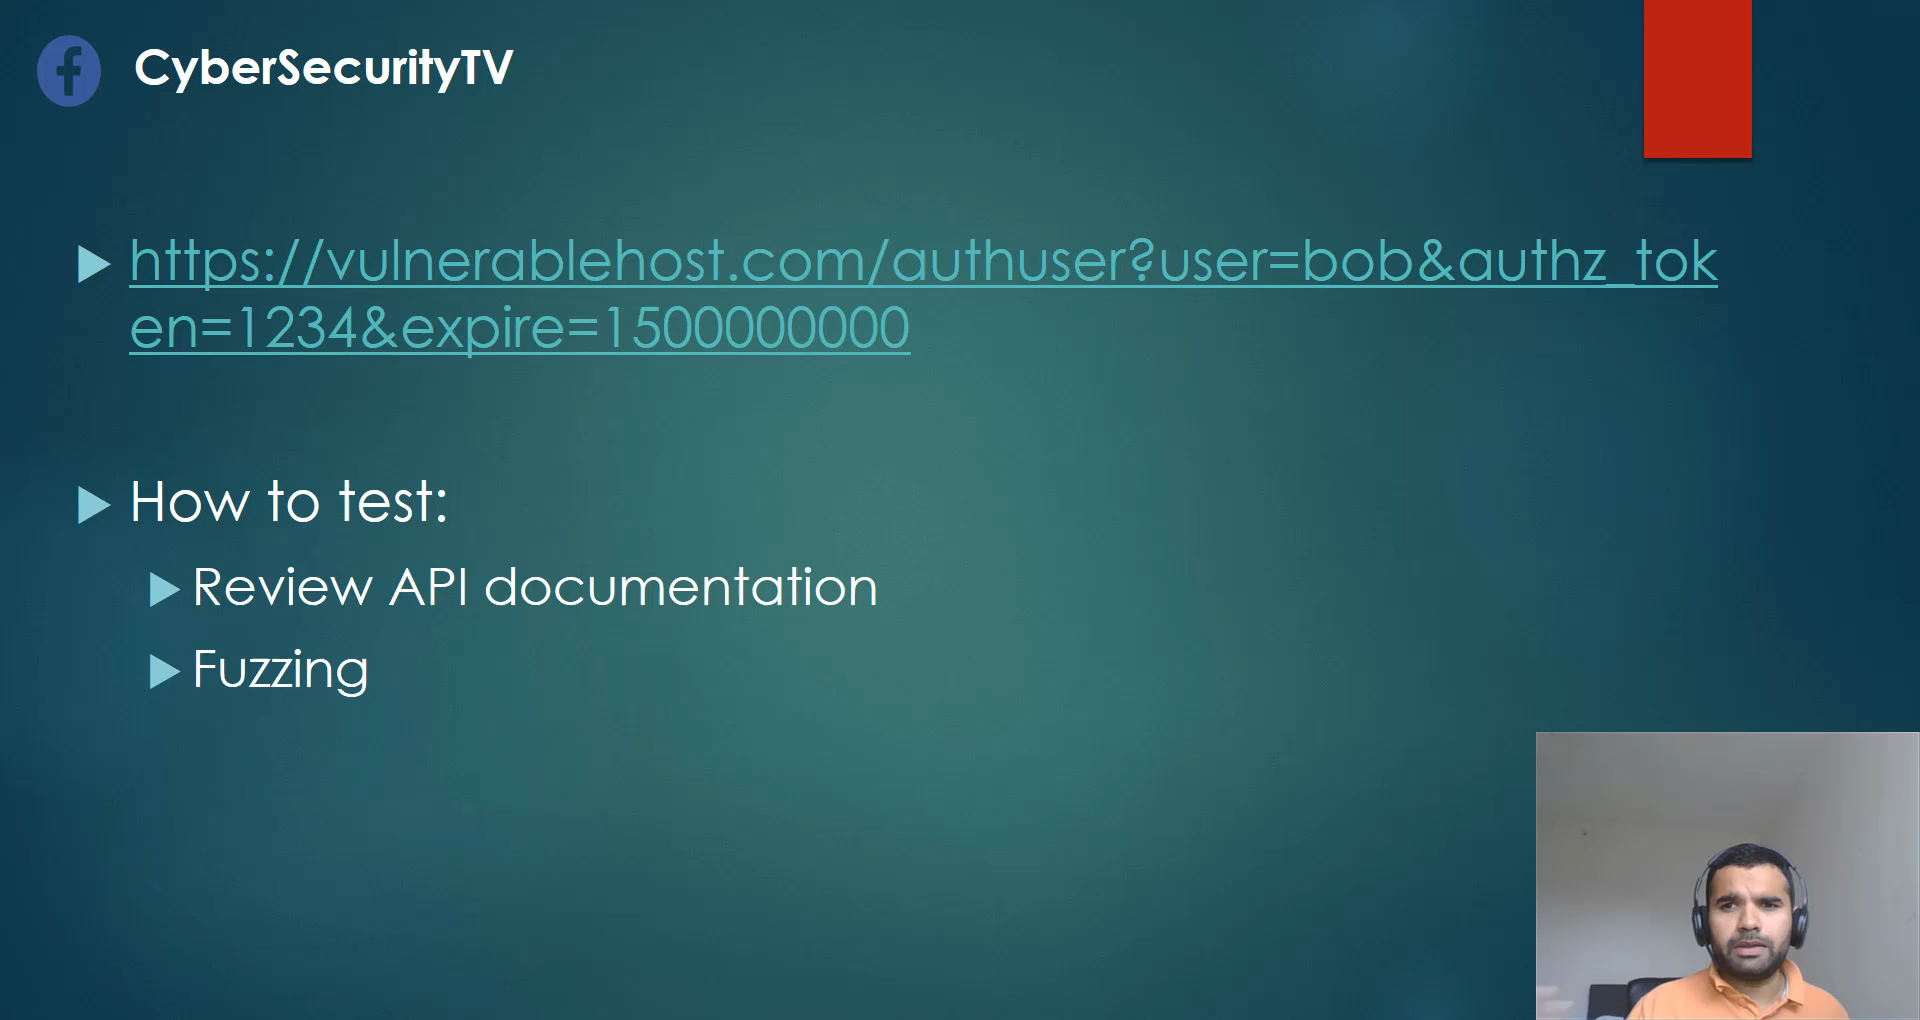 CyberSecurityTV
https://vulnerablehost.com/authuser?user=bob&authz_tok
en=1234&expire=1500000000
How to test:
Review API documentation
Fuzzing